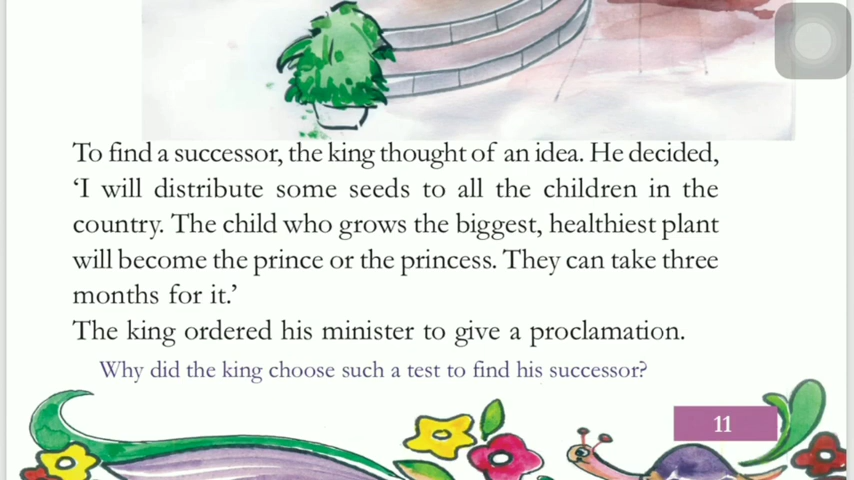 To find a successor, the king thought of an idea. He decided,
‘I will distribute some seeds to all the children in the
country. The child who grows the biggest, healthiest plant
will become the prince or the princess. They can take three
months for it.’
The king ordered his minister to give a proclamation.
Why did the king choose such a test to find his successor?
11